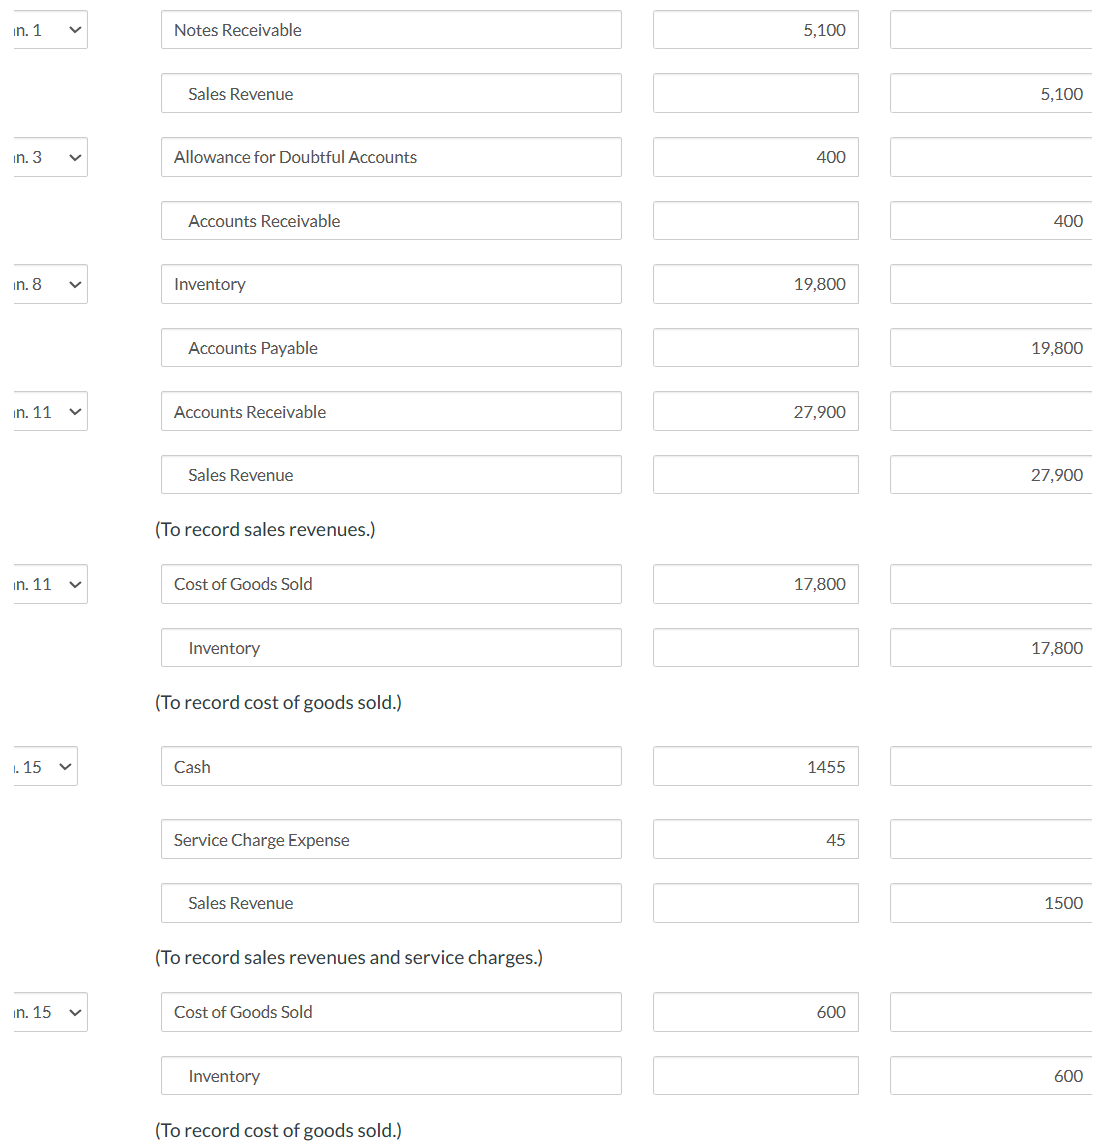 n. 1 Notes Receivable 5,100
Sales Revenue 5,100
n. 3 Allowance for Doubtful Accounts 400
Accounts Receivable 400
n. 8 Inventory 19,800
Accounts Payable 19,800
n. 11 Accounts Receivable 27,900
Sales Revenue 27,900
(To record sales revenues.)
n. 11 Cost of Goods Sold 17,800
Inventory 17,800
(To record cost of goods sold.)
. 15 Cash 1455
Service Charge Expense 45
Sales Revenue 1500
(To record sales revenues and service charges.)
n. 15 Cost of Goods Sold 600
Inventory 600
(To record cost of goods sold.)